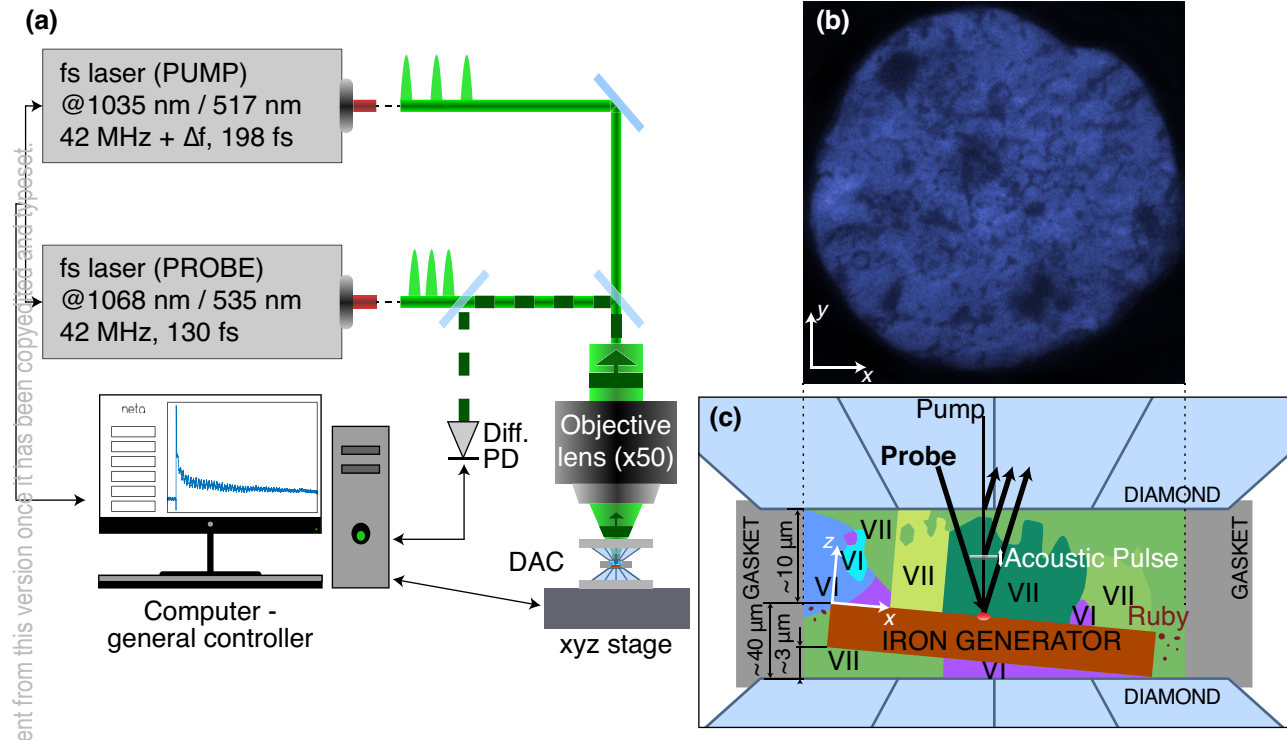 (a)
fs laser (PUMP)
@1035 nm / 517 nm
42 MHz + Δf, 198 fs
fs laser (PROBE)
@1068 nm / 535 nm
42 MHz, 130 fs
neta
Diff.
PD
Objective
lens (x50)
DAC
Computer -
general controller
xyz stage
ent from this version once it has been copyedited and typeset.
(b)
y
x
(c)
Pump
Probe
DIAMOND
GASKET
GASKET
~10 µm
~40 µm
~3 µm
z
x
VII
VI
VI
VII
Acoustic Pulse
VII
VII
VI
Ruby
IRON GENERATOR
VII
VI
DIAMOND